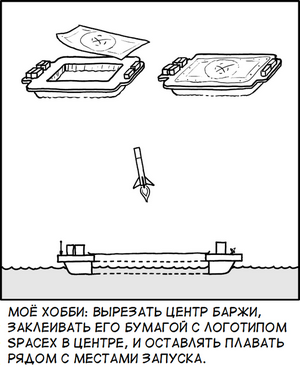 МОЁ ХОББИ: ВЫРЕЗАТЬ ЦЕНТР БАРЖИ,
ЗАКЛЕИВАТЬ ЕГО БУМАГОЙ С ЛОГОТИПОМ
SPACEX В ЦЕНТРЕ, И ОСТАВЛЯТЬ ПЛАВАТЬ
РЯДОМ С МЕСТАМИ ЗАПУСКА.